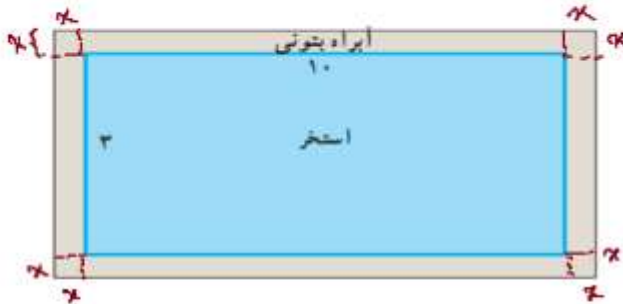 x x
x { x
آبراه بتونی
۱۰
۳ استخر
x x
x x